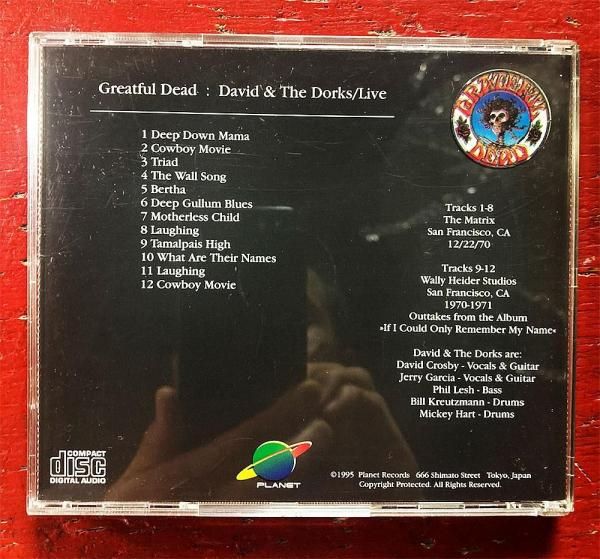 Greatful Dead : David & The Dorks/Live
GRATEFUL
DEAD
1 Deep Down Mama
2 Cowboy Movie
3 Triad
4 The Wall Song
5 Bertha
6 Deep Gullum Blues
7 Motherless Child
8 Laughing
9 Tamalpais High
10 What Are Their Names
11 Laughing
12 Cowboy Movie
Tracks 1-8
The Matrix
San Francisco, CA
12/22/70
Tracks 9-12
Wally Heider Studios
San Francisco, CA
1970-1971
Outtakes from the Album
»If I Could Only Remember My Name«
David & The Dorks are:
David Crosby - Vocals & Guitar
Jerry Garcia - Vocals & Guitar
Phil Lesh - Bass
Bill Kreutzmann - Drums
Mickey Hart - Drums
COMPACT
disc
DIGITAL AUDIO
PLANET
©1995 Planet Records 666 Shimato Street Tokyo, Japan
Copyright Protected. All Rights Reserved.